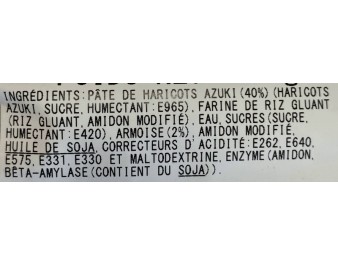 INGRÉDIENTS:PÂTE DE HARICOTS AZUKI(40%)(HARICOTS
AZUKI, SUCRE, HUMECTANT:E965), FARINE DE RIZ GLUANT
(RIZ GLUANT, AMIDON MODIFIÉ), EAU, SUCRES(SUCRE,
HUMECTANT:E420), ARMOISE(2%), AMIDON MODIFIÉ,
HUILE DE SOJA, CORRECTEURS D'ACIDITÉ:E262, E640,
E575, E331, E330 ET MALTODEXTRINE, ENZYME(AMIDON,
BÊTA-AMYLASE(CONTIENT DU SOJA)).